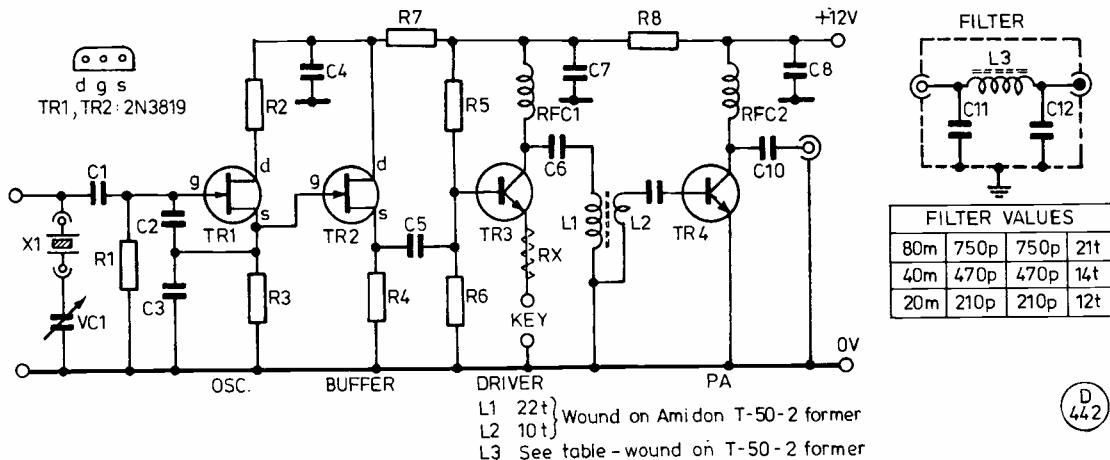 R7
R8
+12V
FILTER
L3
C11
C12
d g s
TR1, TR2: 2N3819
C4
C7
C8
R2
R5
RFC1
RFC2
C6
C10
C1
g
d
s
TR1
g
d
s
TR2
C2
C5
TR3
L1
L2
TR4
X1
R1
C3
R3
R4
R6
RX
VC1
KEY
0V
OSC.
BUFFER
DRIVER
PA
L1 22t
L2 10t
Wound on Amidon T-50-2 former
L3 See table - wound on T-50-2 former
FILTER VALUES
80m 750p 750p 21t
40m 470p 470p 14t
20m 210p 210p 12t
D
442